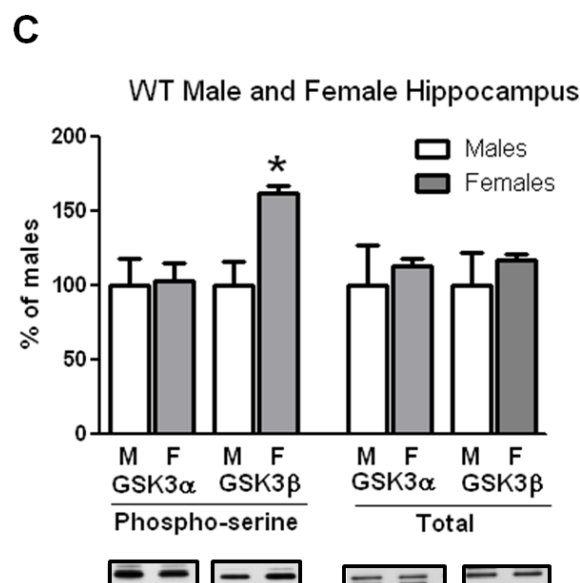 C
WT Male and Female Hippocampus
200
150
100
50
0
% of males
*
Males
Females
M F M F M F M F
GSK3α GSK3β GSK3α GSK3β
Phospho-serine Total